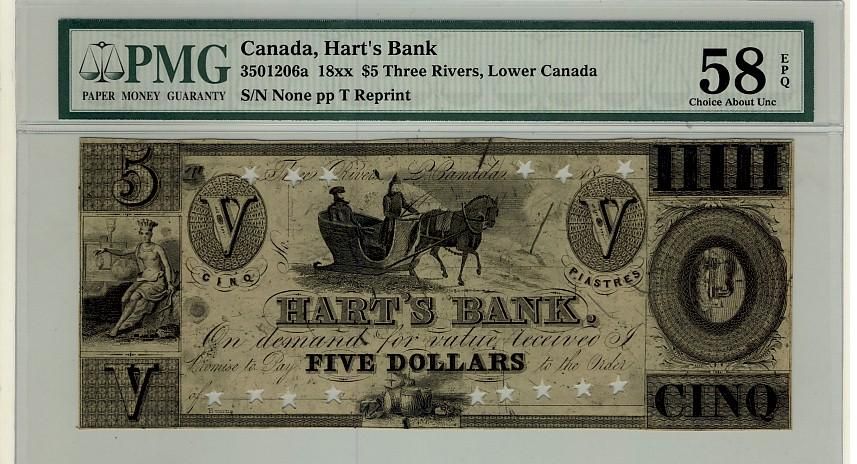 PMG
PAPER MONEY GUARANTY
Canada, Hart's Bank
3501206a 18xx $5 Three Rivers, Lower Canada
S/N None pp T Reprint
58
EPQ
Choice About Unc
5
T
Three Rivers L. Canada 18
V
V
CINQ
PIASTRES
No.
HART'S BANK.
On demand for value received I
Promise to Pay FIVE DOLLARS to the Order
of
V
CINQ